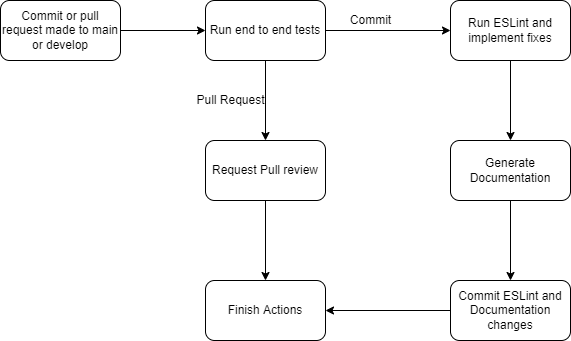 Commit or pull
request made to main
or develop
Run end to end tests
Commit
Run ESLint and
implement fixes
Pull Request
Request Pull review
Generate
Documentation
Finish Actions
Commit ESLint and
Documentation
changes